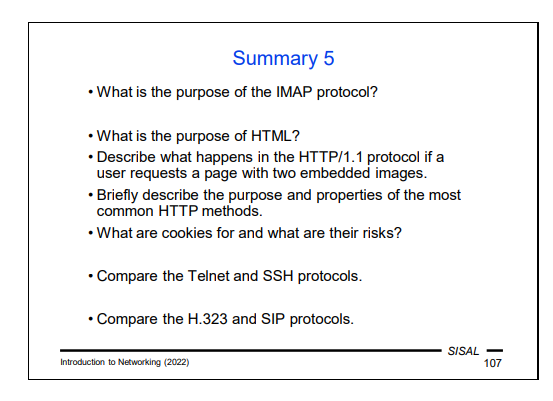 Summary 5
• What is the purpose of the IMAP protocol?
• What is the purpose of HTML?
• Describe what happens in the HTTP/1.1 protocol if a
user requests a page with two embedded images.
• Briefly describe the purpose and properties of the most
common HTTP methods.
• What are cookies for and what are their risks?
• Compare the Telnet and SSH protocols.
• Compare the H.323 and SIP protocols.
SISAL
Introduction to Networking (2022)
107